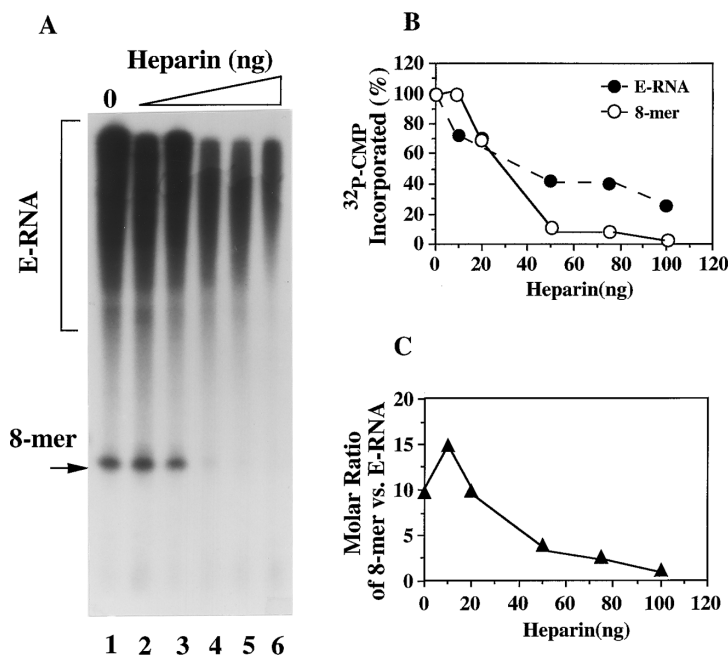 A
Heparin (ng)
0
E-RNA
8-mer
1 2 3 4 5 6
B
32P-CMP
Incorporated (%)
120
100
80
60
40
20
0
E-RNA
8-mer
0 20 40 60 80 100 120
Heparin(ng)
C
Molar Ratio
of 8-mer vs. E-RNA
20
15
10
5
0
0 20 40 60 80 100 120
Heparin(ng)